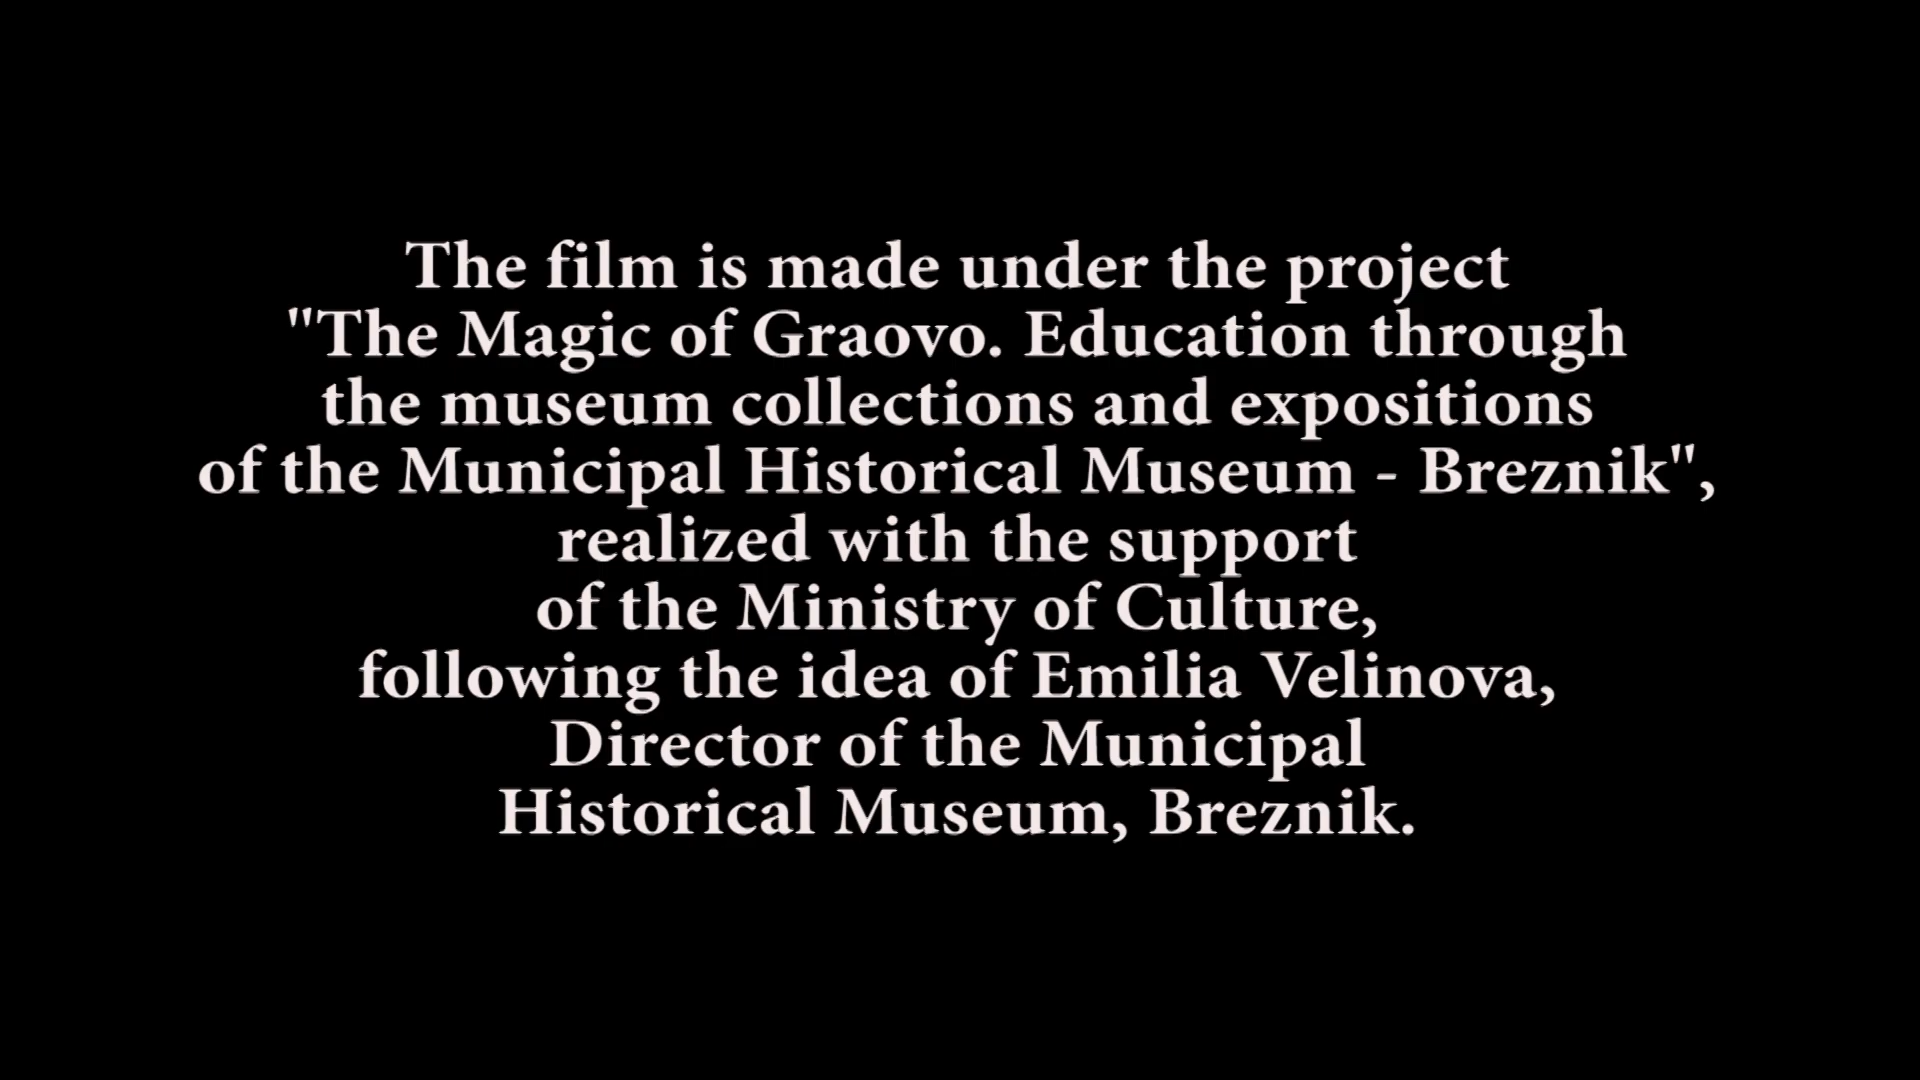 The film is made under the project
"The Magic of Graovo. Education through
the museum collections and expositions
of the Municipal Historical Museum - Breznik",
realized with the support
of the Ministry of Culture,
following the idea of Emilia Velinova,
Director of the Municipal
Historical Museum, Breznik.